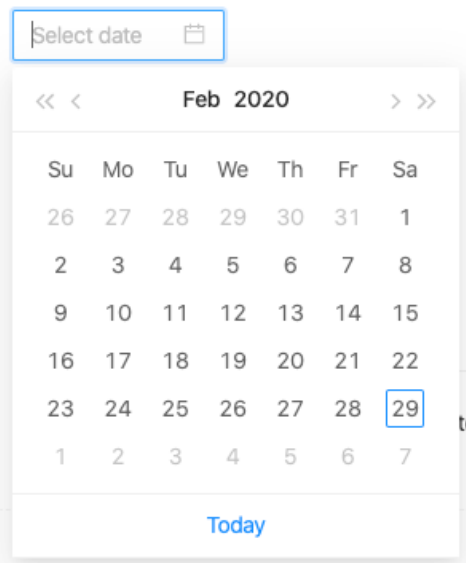 Select date
« < Feb 2020 > »
Su Mo Tu We Th Fr Sa
26 27 28 29 30 31 1
2 3 4 5 6 7 8
9 10 11 12 13 14 15
16 17 18 19 20 21 22
23 24 25 26 27 28 29
1 2 3 4 5 6 7
Today